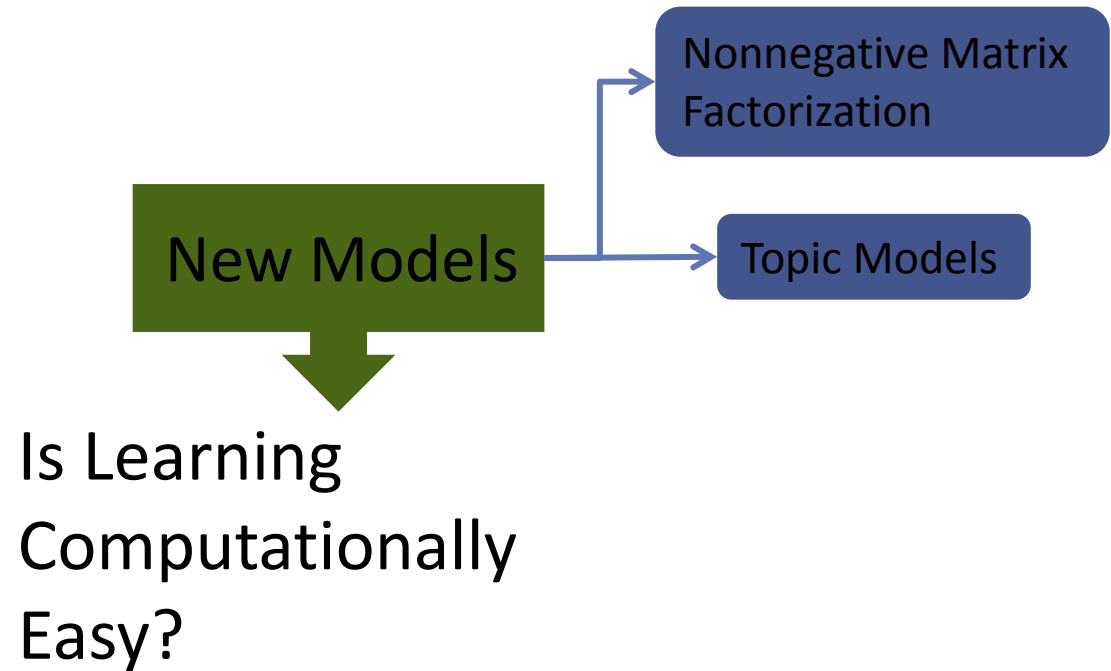 Nonnegative Matrix
Factorization
New Models
Topic Models
Is Learning
Computationally
Easy?